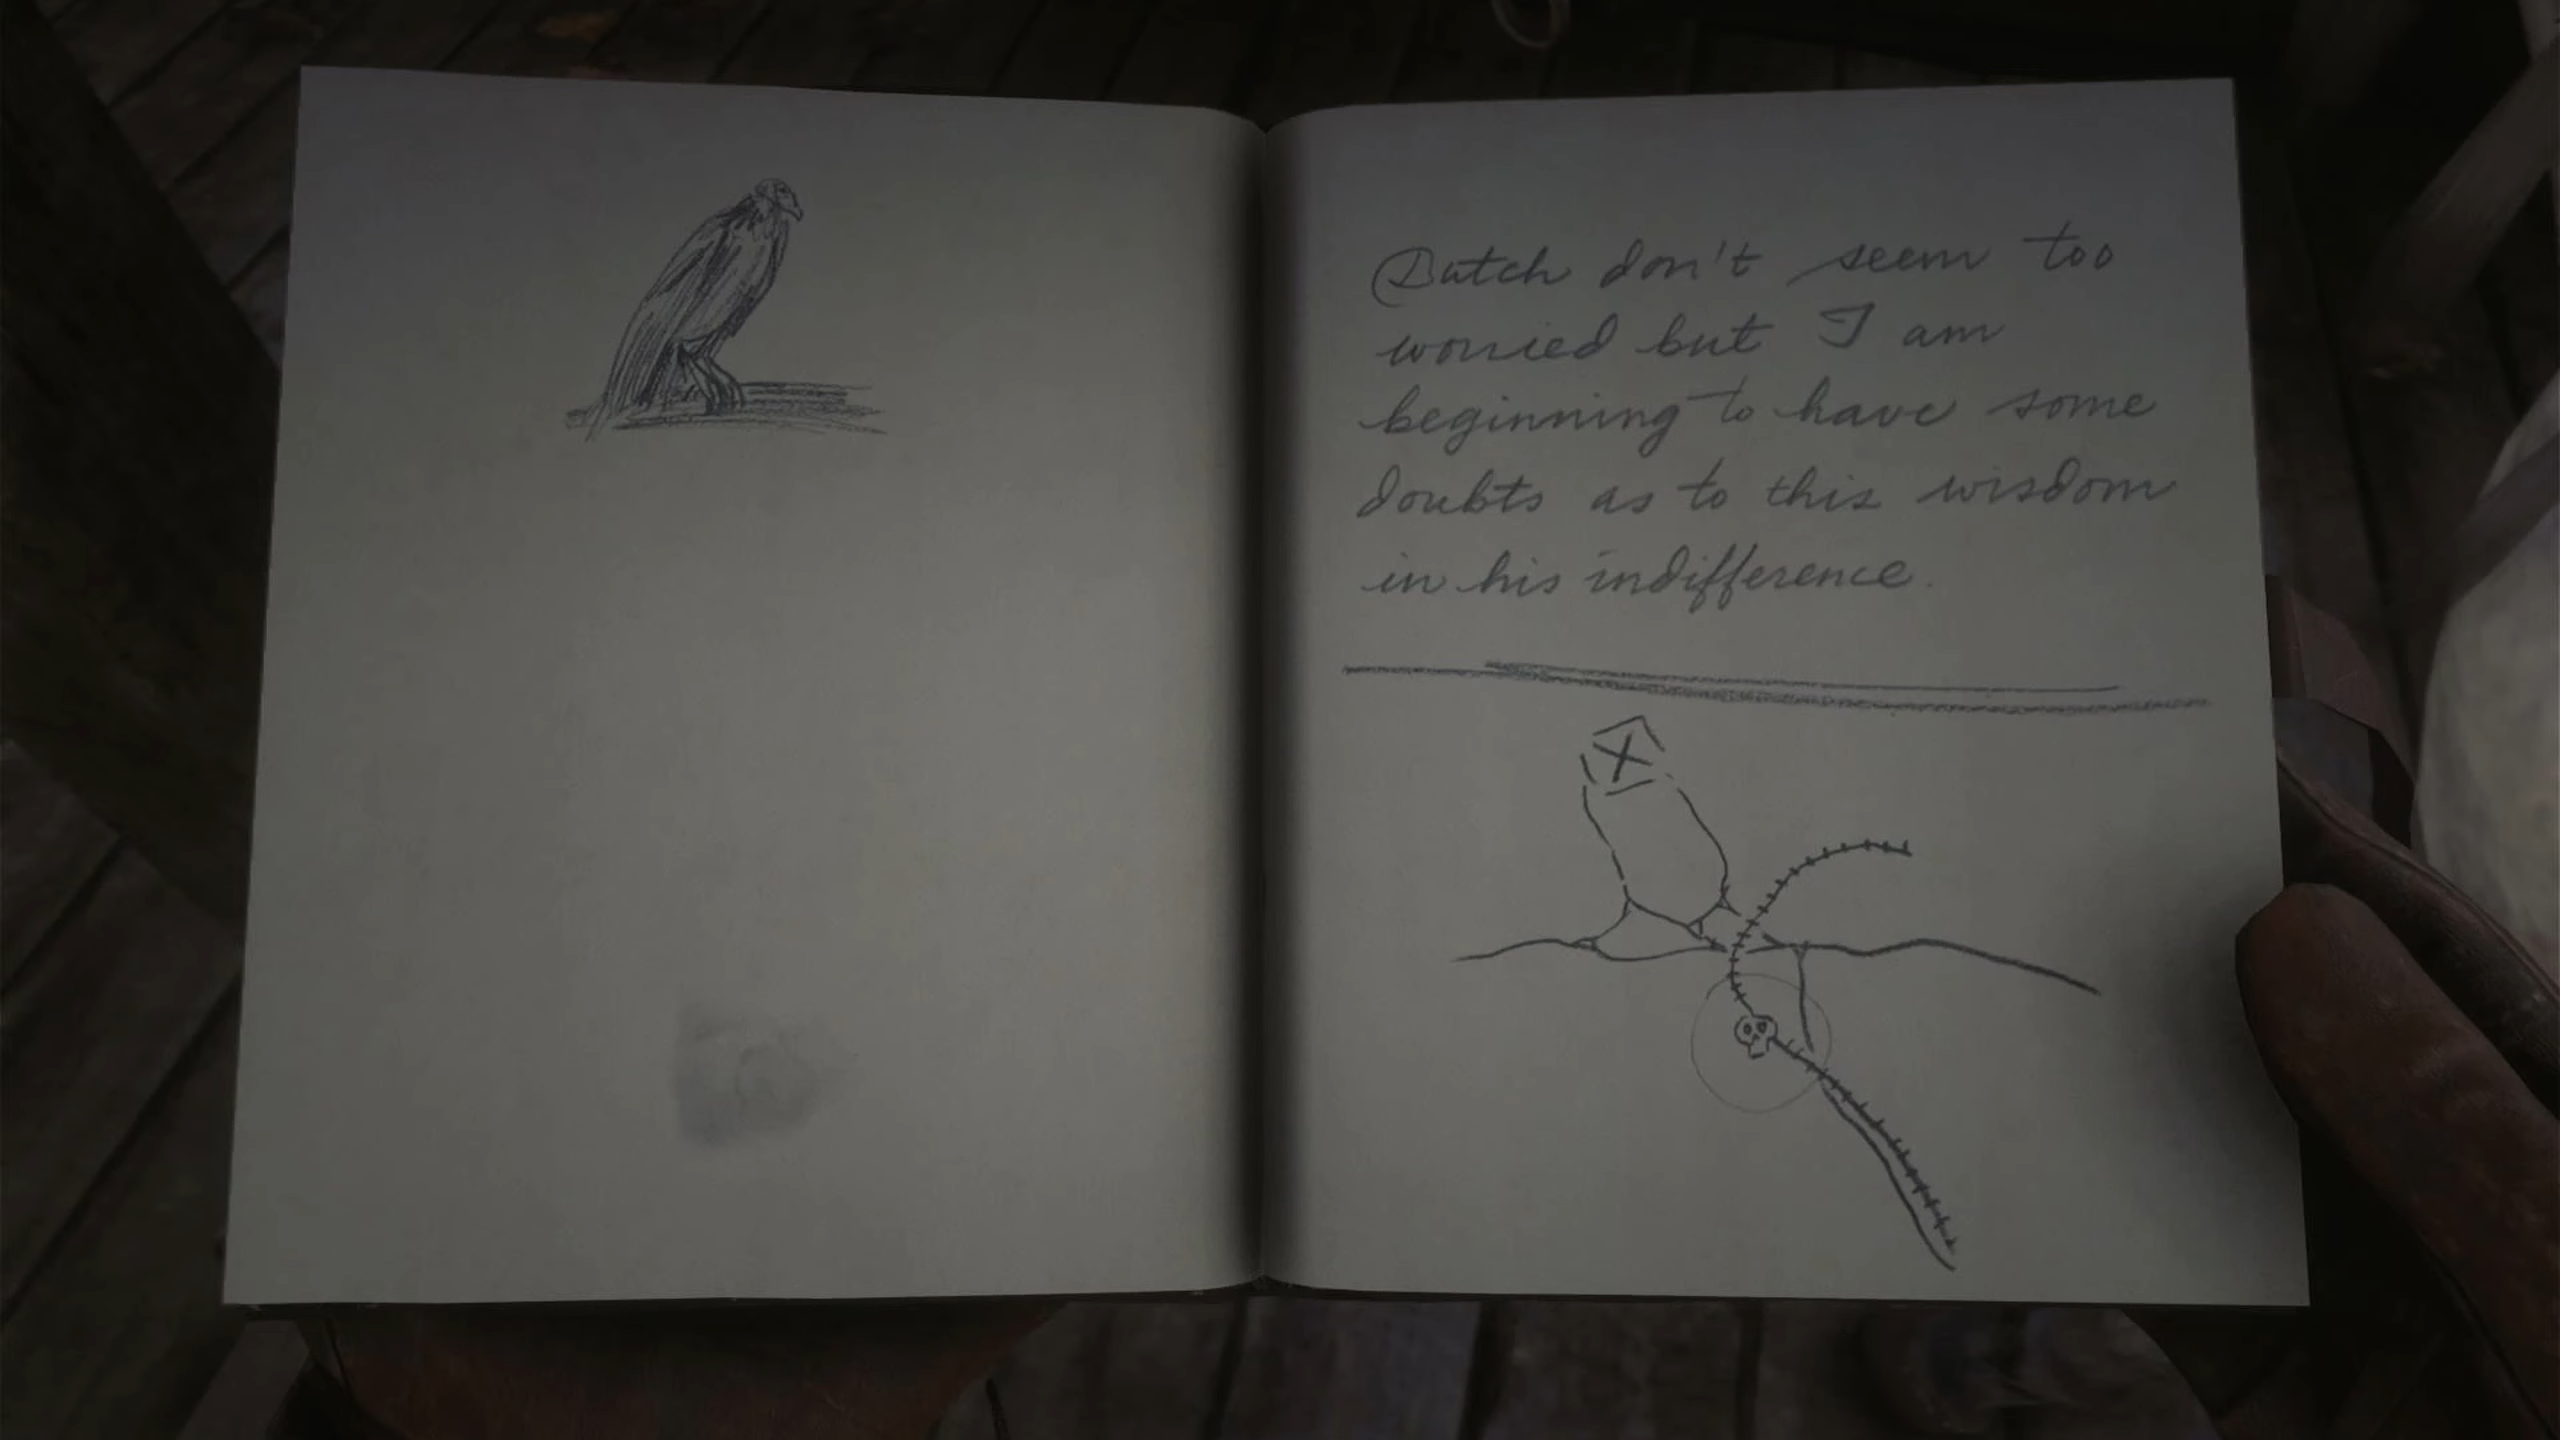 Dutch don't seem too
worried but I am
beginning to have some
doubts as to this wisdom
in his indifference.
X